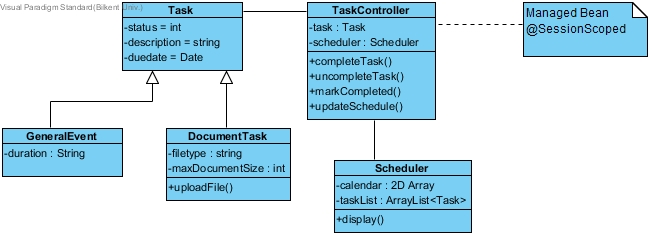 Visual Paradigm Standard(Bilkent Univ.)
Task
-status = int
-description = string
-duedate = Date
TaskController
-task : Task
-scheduler : Scheduler
+completeTask()
+uncompleteTask()
+markCompleted()
+updateSchedule()
Managed Bean
@SessionScoped
GeneralEvent
-duration : String
DocumentTask
-filetype : string
-maxDocumentSize : int
+uploadFile()
Scheduler
-calendar : 2D Array
-taskList : ArrayList<Task>
+display()